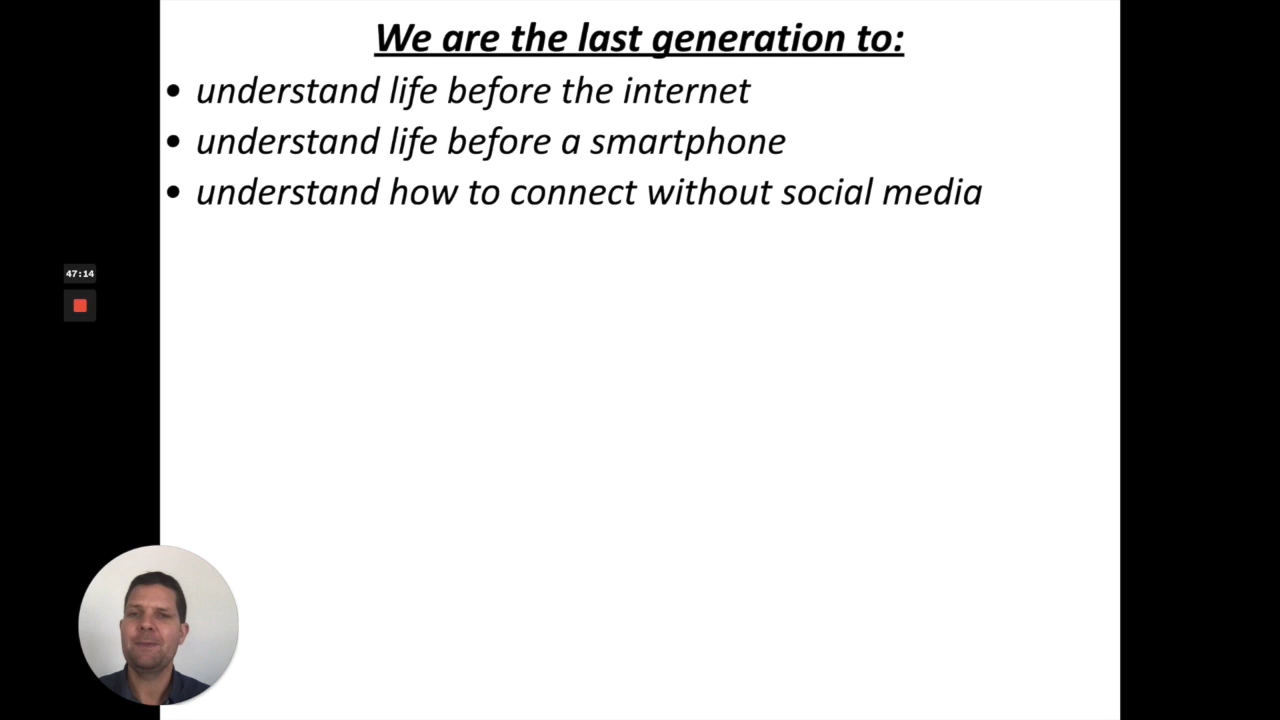 We are the last generation to:
• understand life before the internet
• understand life before a smartphone
• understand how to connect without social media
47:14